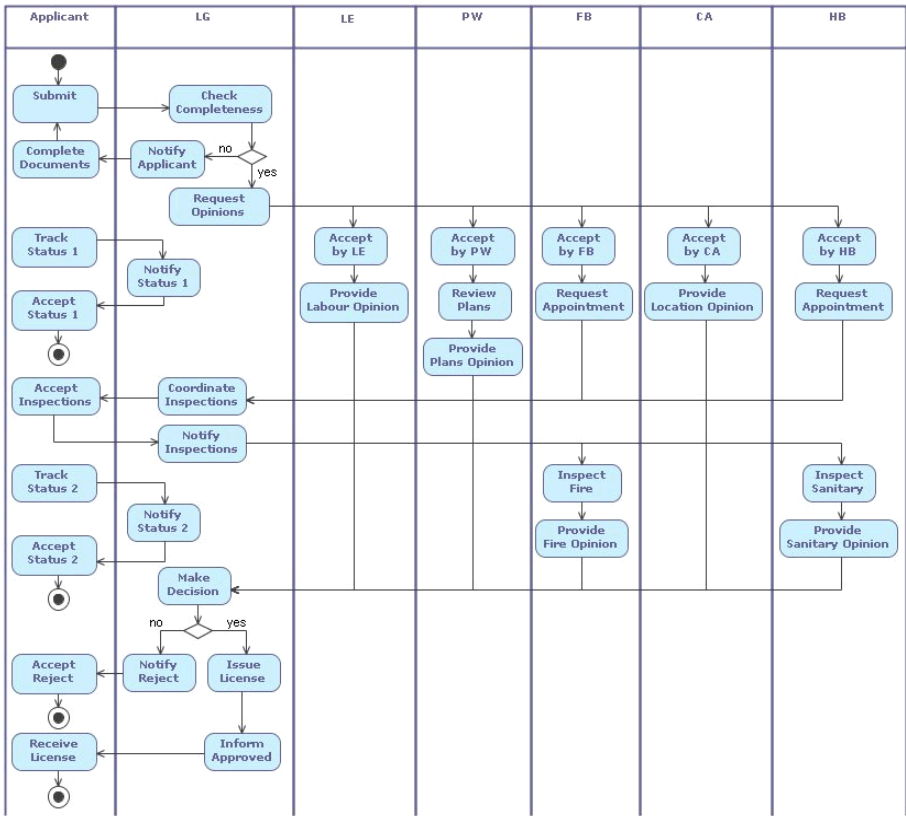 Applicant
LG
LE
PW
FB
CA
HB
Submit
Check
Completeness
Complete
Documents
Notify
Applicant
no
yes
Request
Opinions
Track
Status 1
Notify
Status 1
Accept
Status 1
Accept
by LE
Accept
by PW
Accept
by FB
Accept
by CA
Accept
by HB
Provide
Labour Opinion
Review
Plans
Request
Appointment
Provide
Location Opinion
Request
Appointment
Provide
Plans Opinion
Accept
Inspections
Coordinate
Inspections
Notify
Inspections
Track
Status 2
Notify
Status 2
Inspect
Fire
Inspect
Sanitary
Accept
Status 2
Provide
Fire Opinion
Provide
Sanitary Opinion
Make
Decision
no
yes
Accept
Reject
Notify
Reject
Issue
License
Receive
License
Inform
Approved